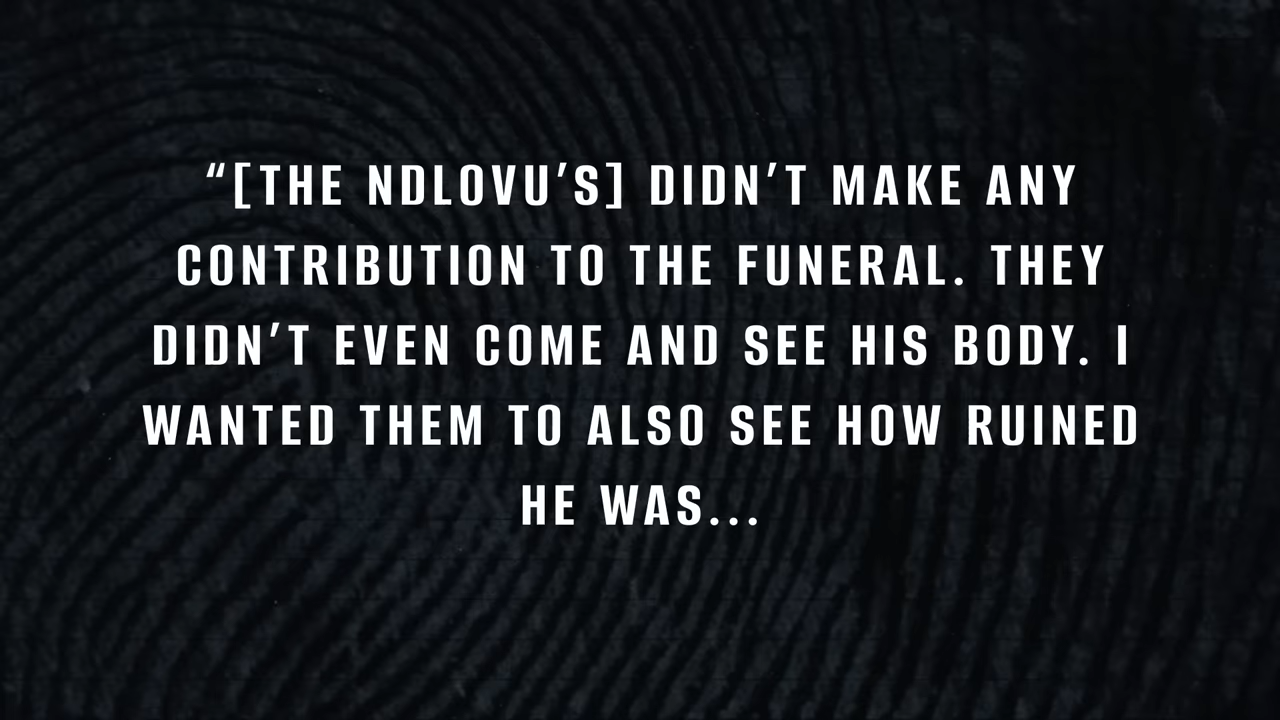 “[THE NDLOVU’S] DIDN’T MAKE ANY
CONTRIBUTION TO THE FUNERAL. THEY
DIDN’T EVEN COME AND SEE HIS BODY. I
WANTED THEM TO ALSO SEE HOW RUINED
HE WAS...